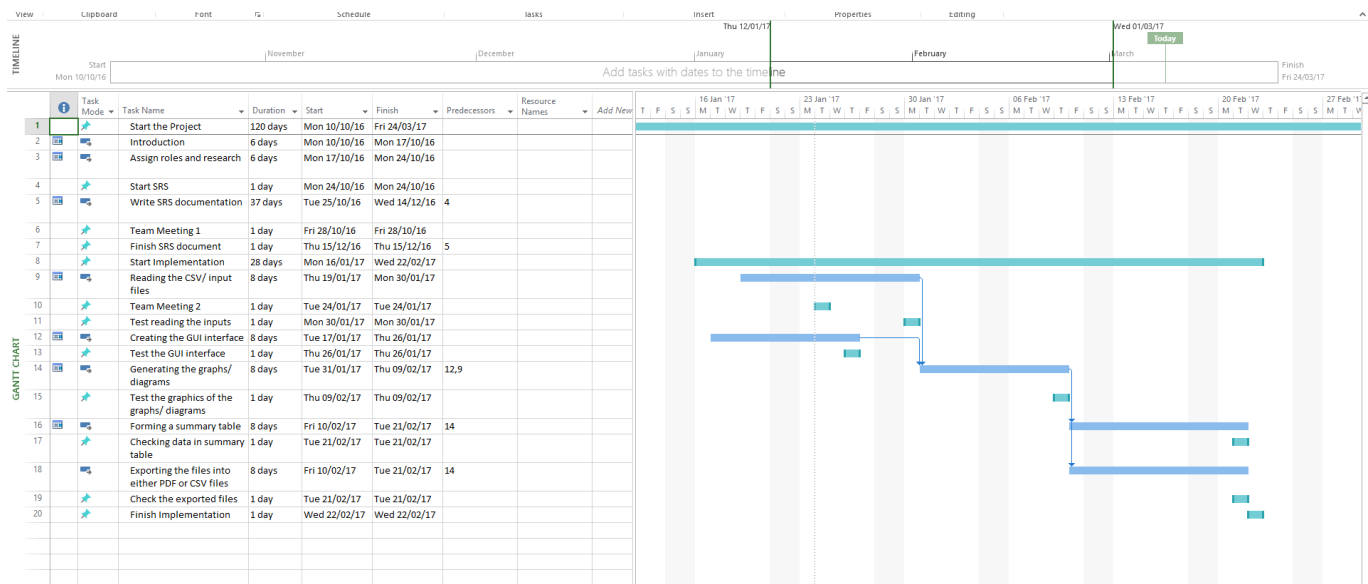 View Clipboard Font Schedule Tasks Insert Properties Editing
Thu 12/01/17 Wed 01/03/17
Today
TIMELINE
November December January February March
Start
Mon 10/10/16
Add tasks with dates to the timeline
Finish
Fri 24/03/17
Task Mode Task Name Duration Start Finish Predecessors Resource Names Add New
16 Jan '17 23 Jan '17 30 Jan '17 06 Feb '17 13 Feb '17 20 Feb '17 27 Feb '1
T F S S M T W T F S S M T W T F S S M T W T F S S M T W T F S S M T W T F S S M T W T F S S M T W
GANTT CHART
1 Start the Project 120 days Mon 10/10/16 Fri 24/03/17
2 Introduction 6 days Mon 10/10/16 Mon 17/10/16
3 Assign roles and research 6 days Mon 17/10/16 Mon 24/10/16
4 Start SRS 1 day Mon 24/10/16 Mon 24/10/16
5 Write SRS documentation 37 days Tue 25/10/16 Wed 14/12/16 4
6 Team Meeting 1 1 day Fri 28/10/16 Fri 28/10/16
7 Finish SRS document 1 day Thu 15/12/16 Thu 15/12/16 5
8 Start Implementation 28 days Mon 16/01/17 Wed 22/02/17
9 Reading the CSV/ input 8 days Thu 19/01/17 Mon 30/01/17
files
10 Team Meeting 2 1 day Tue 24/01/17 Tue 24/01/17
11 Test reading the inputs 1 day Mon 30/01/17 Mon 30/01/17
12 Creating the GUI interface 8 days Tue 17/01/17 Thu 26/01/17
13 Test the GUI interface 1 day Thu 26/01/17 Thu 26/01/17
14 Generating the graphs/ 8 days Tue 31/01/17 Thu 09/02/17 12,9
diagrams
15 Test the graphics of the 1 day Thu 09/02/17 Thu 09/02/17
graphs/ diagrams
16 Forming a summary table 8 days Fri 10/02/17 Tue 21/02/17 14
17 Checking data in summary 1 day Tue 21/02/17 Tue 21/02/17
table
18 Exporting the files into 8 days Fri 10/02/17 Tue 21/02/17 14
either PDF or CSV files
19 Check the exported files 1 day Tue 21/02/17 Tue 21/02/17
20 Finish Implementation 1 day Wed 22/02/17 Wed 22/02/17